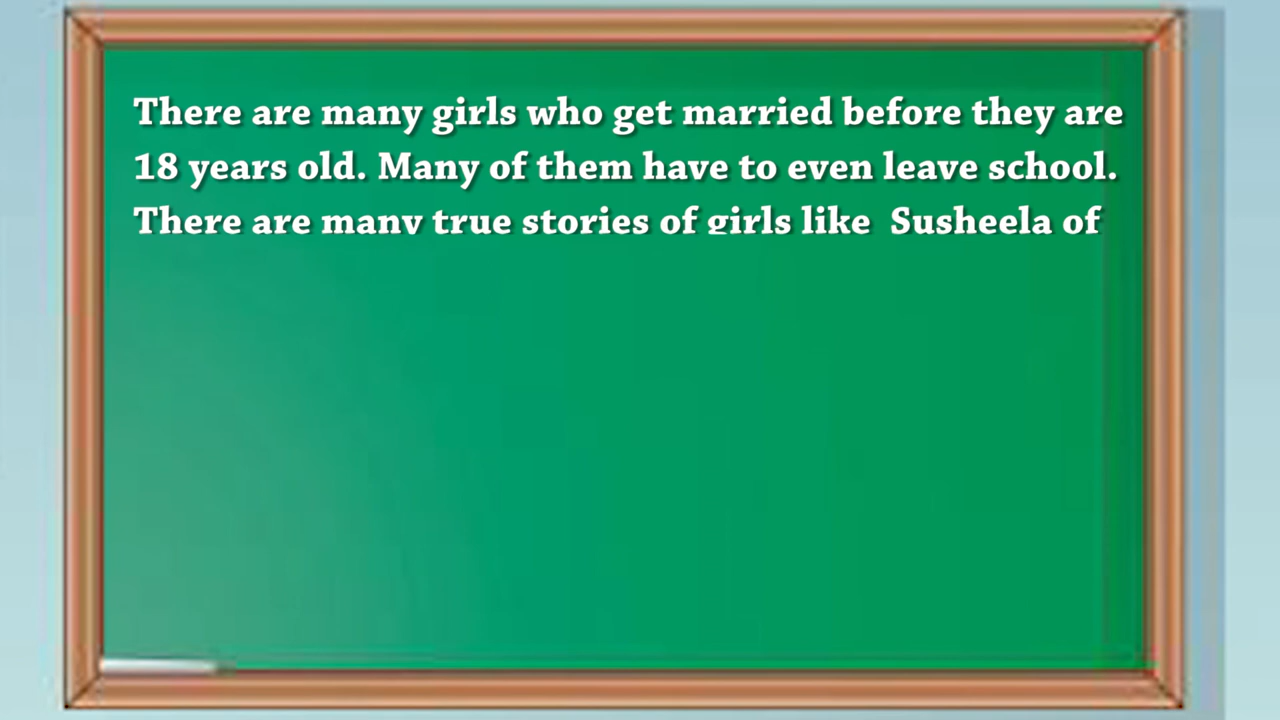 There are many girls who get married before they are
18 years old. Many of them have to even leave school.
There are many true stories of girls like Susheela of